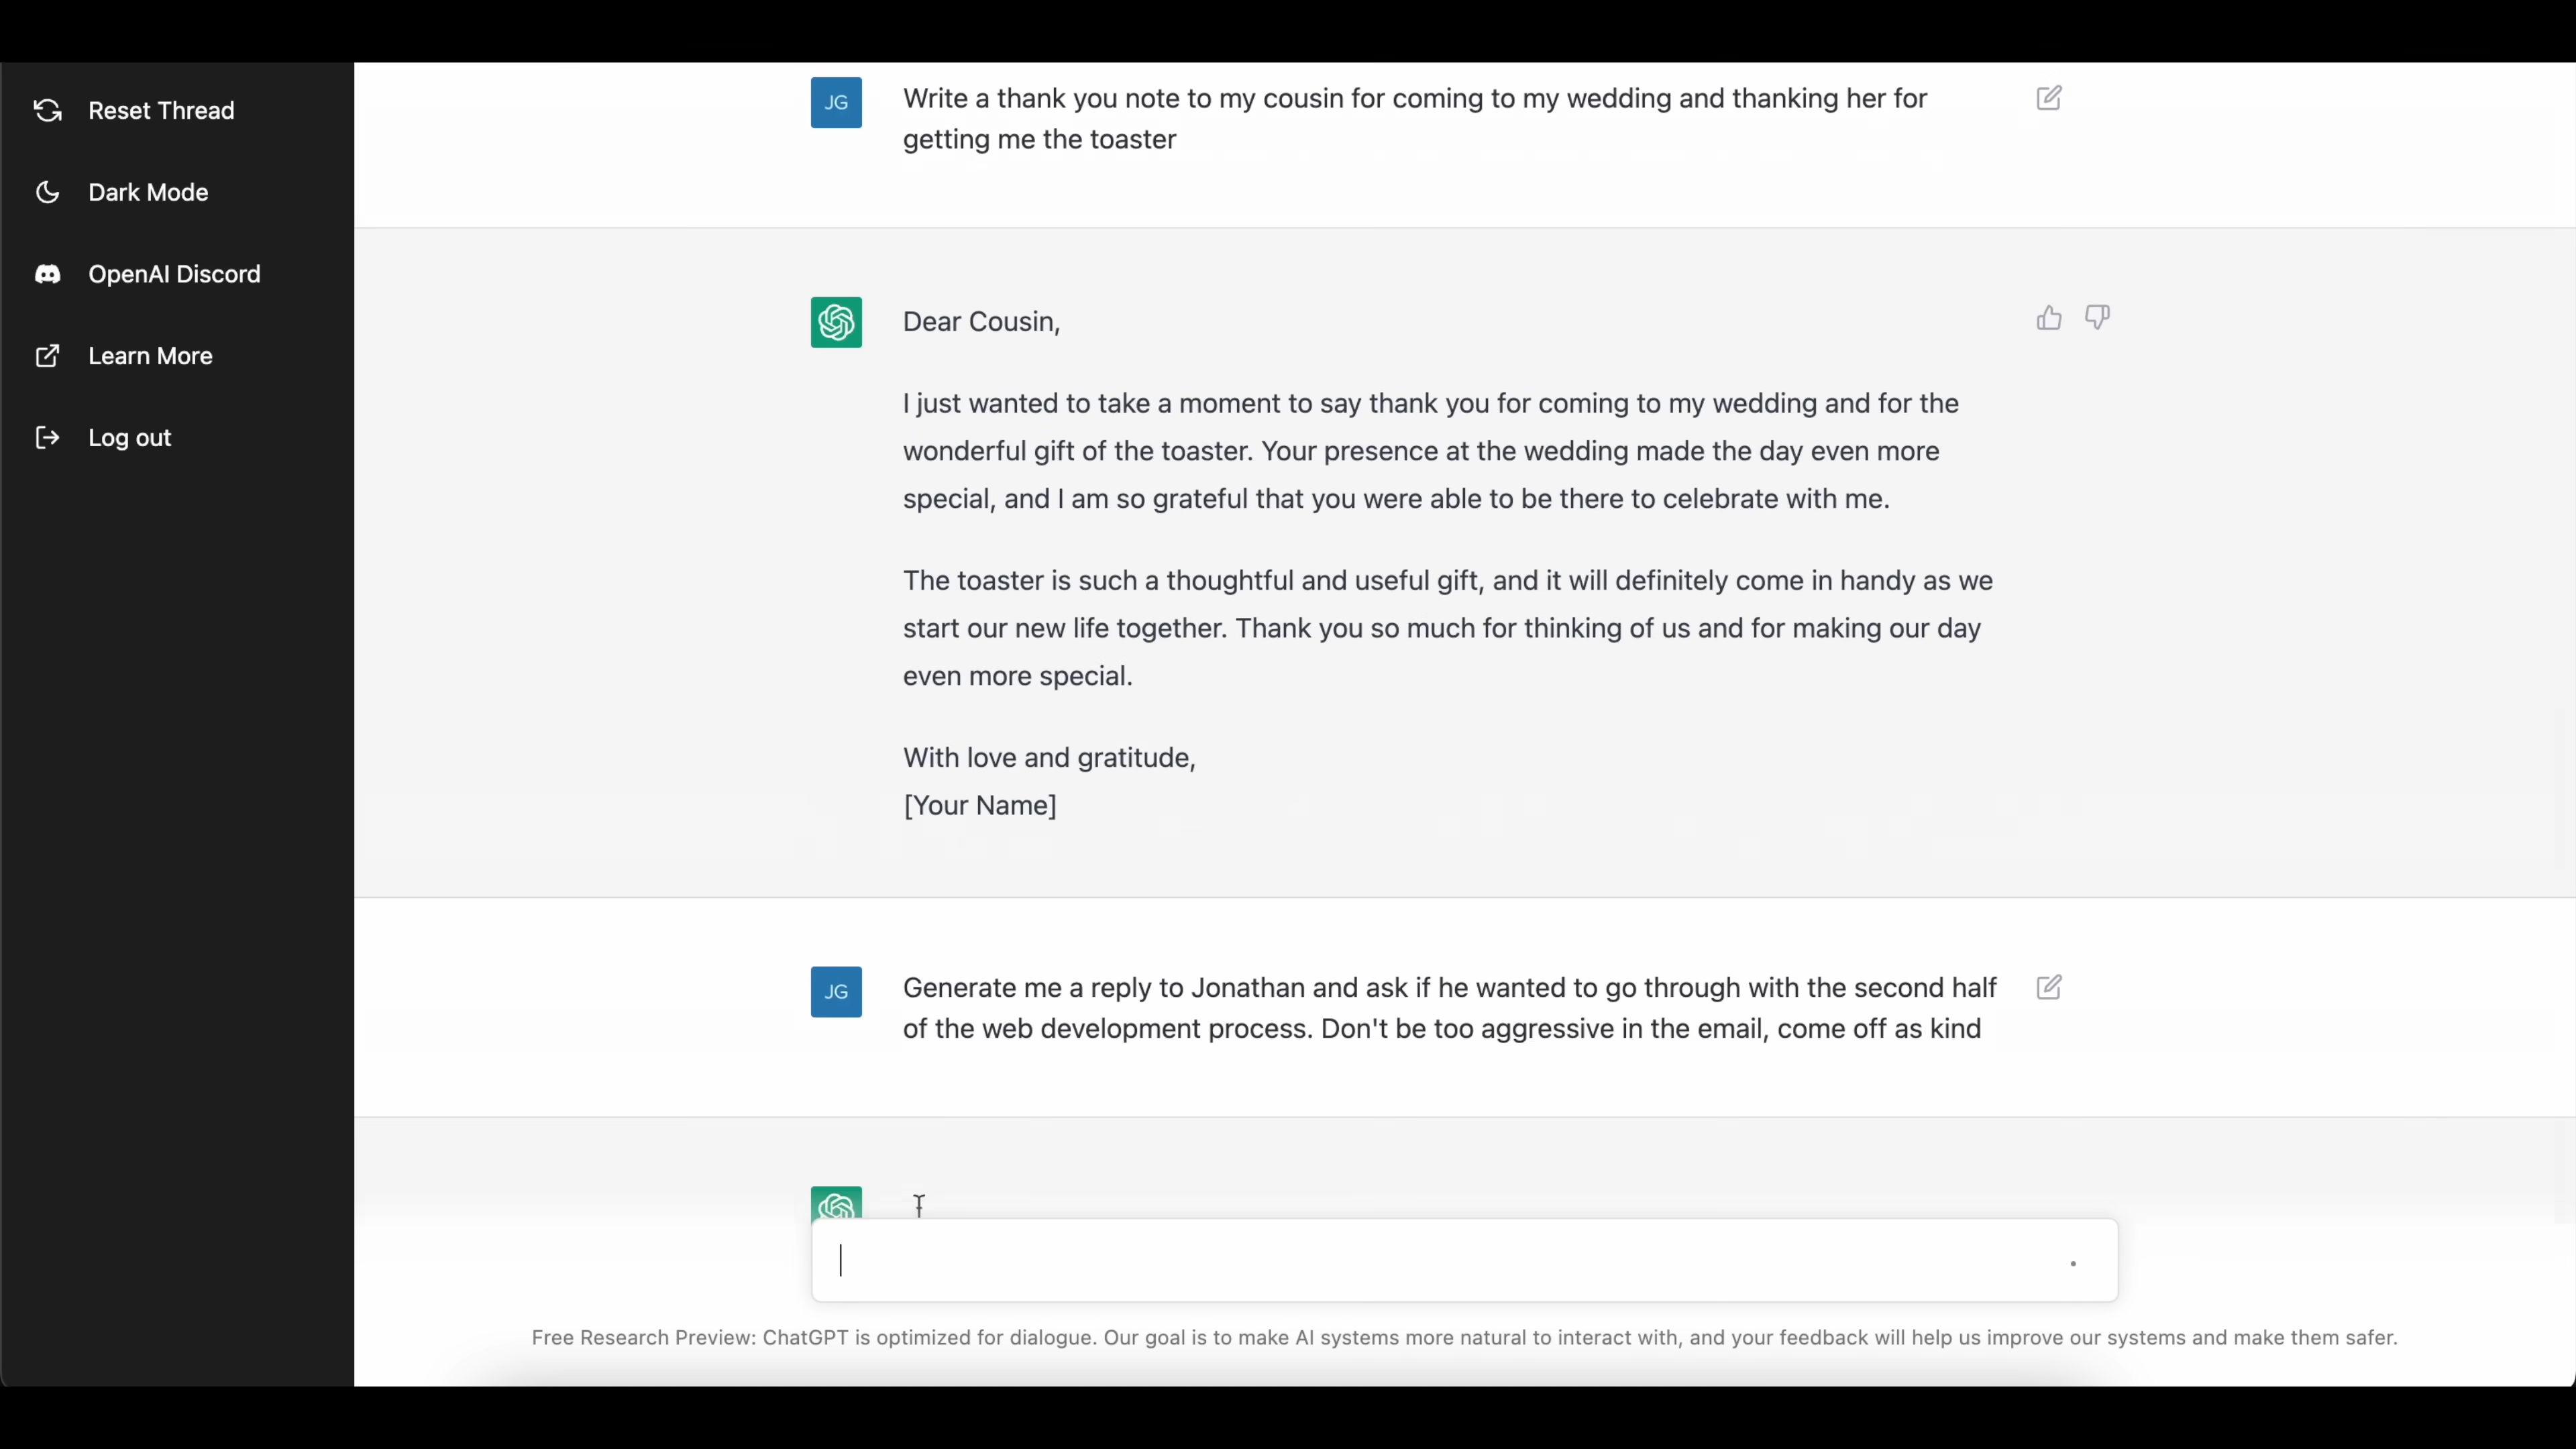 Reset Thread
Dark Mode
OpenAI Discord
Learn More
Log out
JG
Write a thank you note to my cousin for coming to my wedding and thanking her for
getting me the toaster
Dear Cousin,
I just wanted to take a moment to say thank you for coming to my wedding and for the
wonderful gift of the toaster. Your presence at the wedding made the day even more
special, and I am so grateful that you were able to be there to celebrate with me.
The toaster is such a thoughtful and useful gift, and it will definitely come in handy as we
start our new life together. Thank you so much for thinking of us and for making our day
even more special.
With love and gratitude,
[Your Name]
JG
Generate me a reply to Jonathan and ask if he wanted to go through with the second half
of the web development process. Don't be too aggressive in the email, come off as kind
Free Research Preview: ChatGPT is optimized for dialogue. Our goal is to make AI systems more natural to interact with, and your feedback will help us improve our systems and make them safer.